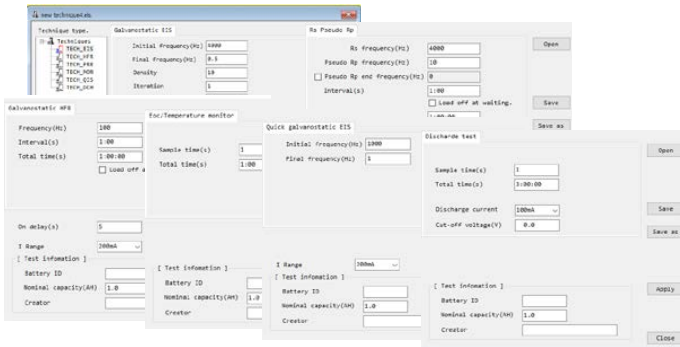 new technique4.ets
Technique type.
Techniques
TECH_EIS
TECH_HFR
TECH_PRR
TECH_MON
TECH_QIS
TECH_DCH
Galvanostatic EIS
Initial frequency(Hz) 4000
Final frequency(Hz) 0.5
Density 10
Iteration 1
Rs Pseudo Rp
Rs frequency(Hz) 4000
Pseudo Rp frequency(Hz) 10
Pseudo Rp end frequency(Hz) 0
Interval(s) 1:00
Load off at waiting.
Open
Save
Save as
Galvanostatic HFR
Frequency(Hz) 100
Interval(s) 1:00
Total time(s) 1:00:00
Load off a
On delay(s) 5
I Range 200mA
[ Test infomation ]
Battery ID
Nominal capacity(AH) 1.0
Creator
Eoc/Temperature monitor
Sample time(s) 1
Total time(s) 1:00
[ Test infomation ]
Battery ID
Nominal capacity(AH) 1.0
Creator
Quick galvanostatic EIS
Initial frequency(Hz) 1000
Final frequency(Hz) 1
I Range 200mA
[ Test infomation ]
Battery ID
Nominal capacity(AH) 1.0
Creator
Discharde test
Sample time(s) 1
Total time(s) 3:00:00
Discharge current 100mA
Cut-off voltage(V) 0.0
[ Test infomation ]
Battery ID
Nominal capacity(AH) 1.0
Creator
Open
Save
Save as
Apply
Close